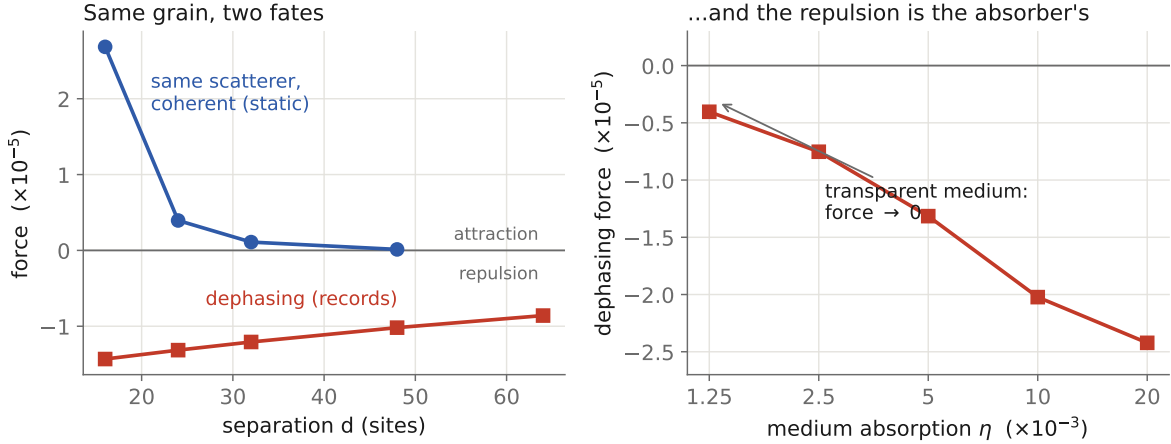 Same grain, two fates
force (×10⁻⁵)
2
1
0
−1
same scatterer,
coherent (static)
attraction
repulsion
dephasing (records)
20 30 40 50 60
separation d (sites)
...and the repulsion is the absorber's
dephasing force (×10⁻⁵)
0.0
−0.5
−1.0
−1.5
−2.0
−2.5
transparent medium:
force → 0
1.25 2.5 5 10 20
medium absorption η (×10⁻³)